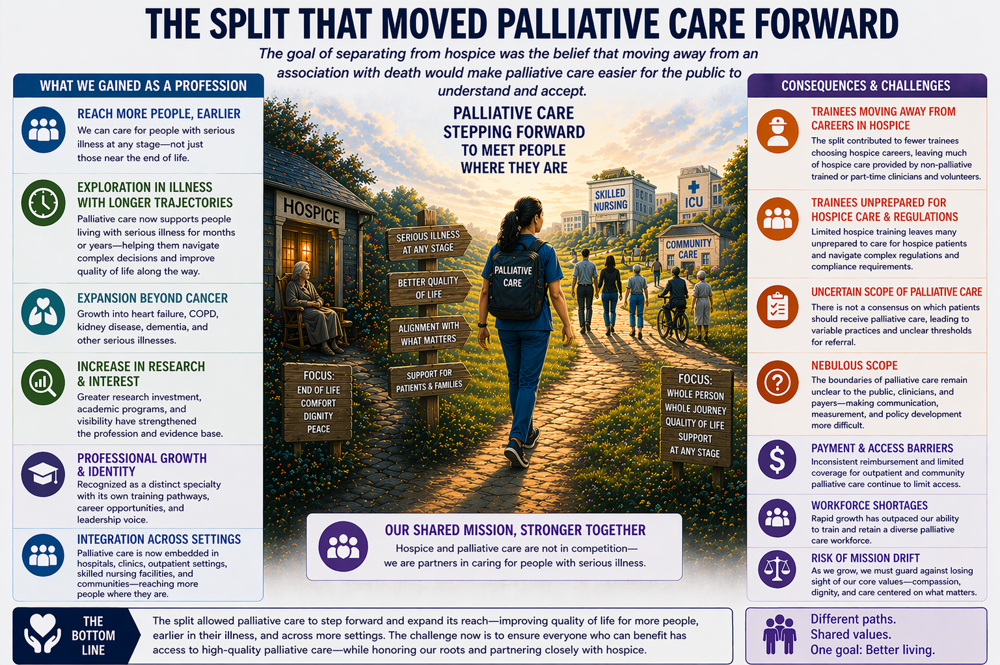 THE SPLIT THAT MOVED PALLIATIVE CARE FORWARD
The goal of separating from hospice was the belief that moving away from an
association with death would make palliative care easier for the public to
understand and accept.
WHAT WE GAINED AS A PROFESSION
REACH MORE PEOPLE, EARLIER
We can care for people with serious
illness at any stage—not just
those near the end of life.
EXPLORATION IN ILLNESS
WITH LONGER TRAJECTORIES
Palliative care now supports people
living with serious illness for months
or years—helping them navigate
complex decisions and improve
quality of life along the way.
EXPANSION BEYOND CANCER
Growth into heart failure, COPD,
kidney disease, dementia, and
other serious illnesses.
INCREASE IN RESEARCH
& INTEREST
Greater research investment,
academic programs, and
visibility have strengthened
the profession and evidence base.
PROFESSIONAL GROWTH
& IDENTITY
Recognized as a distinct specialty
with its own training pathways,
career opportunities, and
leadership voice.
INTEGRATION ACROSS SETTINGS
Palliative care is now embedded in
hospitals, clinics, outpatient settings,
skilled nursing facilities, and
communities—reaching more
people where they are.
PALLIATIVE CARE
STEPPING FORWARD
TO MEET PEOPLE
WHERE THEY ARE
HOSPICE
SERIOUS ILLNESS
AT ANY STAGE
BETTER QUALITY
OF LIFE
ALIGNMENT WITH
WHAT MATTERS
SUPPORT FOR
PATIENTS & FAMILIES
FOCUS:
END OF LIFE
COMFORT
DIGNITY
PEACE
PALLIATIVE
CARE
SKILLED
NURSING
ICU
COMMUNITY
CARE
FOCUS:
WHOLE PERSON
WHOLE JOURNEY
QUALITY OF LIFE
SUPPORT
AT ANY STAGE
OUR SHARED MISSION, STRONGER TOGETHER
Hospice and palliative care are not in competition—
we are partners in caring for people with serious illness.
CONSEQUENCES & CHALLENGES
TRAINEES MOVING AWAY FROM
CAREERS IN HOSPICE
The split contributed to fewer trainees
choosing hospice careers, leaving much
of hospice care provided by non-palliative
trained or part-time clinicians and volunteers.
TRAINEES UNPREPARED FOR
HOSPICE CARE & REGULATIONS
Limited hospice training leaves many
unprepared to care for hospice patients
and navigate complex regulations and
compliance requirements.
UNCERTAIN SCOPE OF PALLIATIVE CARE
There is not a consensus on which patients
should receive palliative care, leading to
variable practices and unclear thresholds
for referral.
NEBULOUS SCOPE
The boundaries of palliative care remain
unclear to the public, clinicians, and
payers—making communication,
measurement, and policy development
more difficult.
PAYMENT & ACCESS BARRIERS
Inconsistent reimbursement and limited
coverage for outpatient and community
palliative care continue to limit access.
WORKFORCE SHORTAGES
Rapid growth has outpaced our ability
to train and retain a diverse palliative
care workforce.
RISK OF MISSION DRIFT
As we grow, we must guard against losing
sight of our core values—compassion,
dignity, and care centered on what matters.
THE
BOTTOM
LINE
The split allowed palliative care to step forward and expand its reach—improving quality of life for more people,
earlier in their illness, and across more settings. The challenge now is to ensure everyone who can benefit has
access to high-quality palliative care—while honoring our roots and partnering closely with hospice.
Different paths.
Shared values.
One goal: Better living.